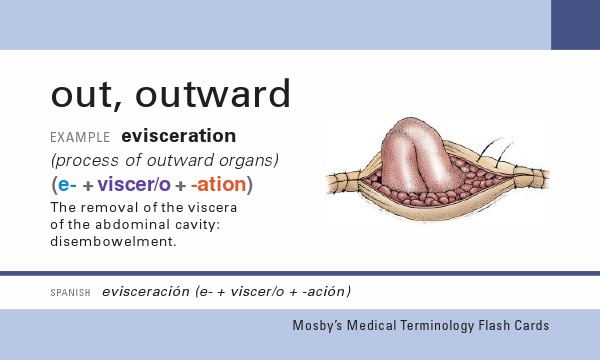 out, outward
EXAMPLE evisceration
(process of outward organs)
(e- + viscer/o + -ation)
The removal of the viscera
of the abdominal cavity:
disembowelment.
SPANISH evisceración (e- + viscer/o + -ación)
Mosby's Medical Terminology Flash Cards